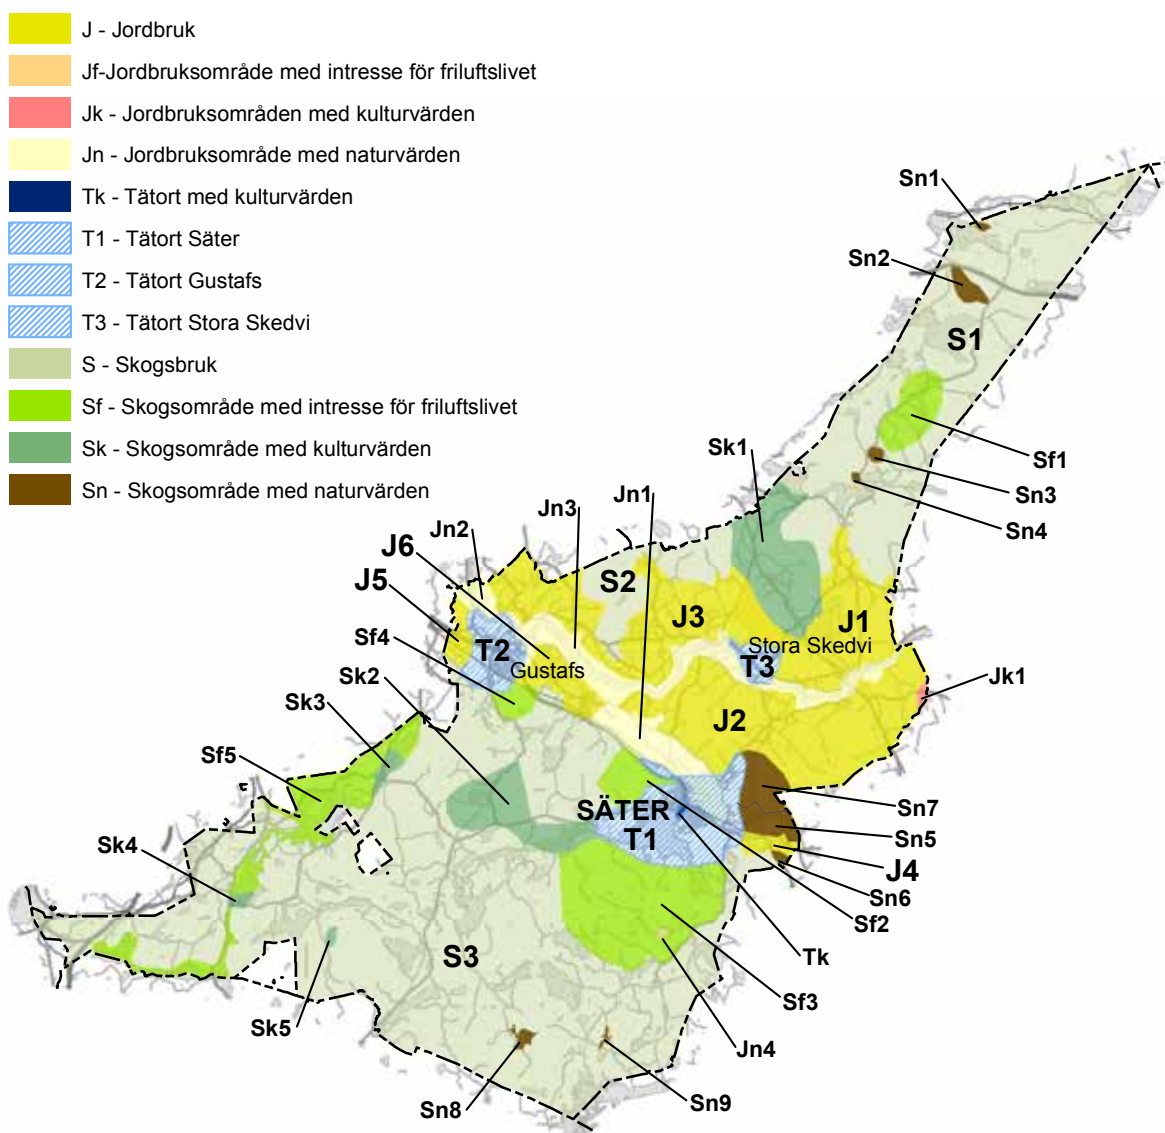 J - Jordbruk
Jf-Jordbruksområde med intresse för friluftslivet
Jk - Jordbruksområden med kulturvärden
Jn - Jordbruksområde med naturvärden
Tk - Tätort med kulturvärden
T1 - Tätort Säter
T2 - Tätort Gustafs
T3 - Tätort Stora Skedvi
S - Skogsbruk
Sf - Skogsområde med intresse för friluftslivet
Sk - Skogsområde med kulturvärden
Sn - Skogsområde med naturvärden
Sn1
Sn2
S1
Sk1
Sf1
Sn3
Sn4
Jn1
Jn3
Jn2
J6
J5
S2
J3
J1
Stora Skedvi
T3
T2
Gustafs
Sf4
Sk2
Sk3
Jk1
J2
Sf5
SÄTER
T1
Sn7
Sn5
J4
Sn6
Sk4
Sf2
Tk
S3
Sf3
Sk5
Jn4
Sn8
Sn9